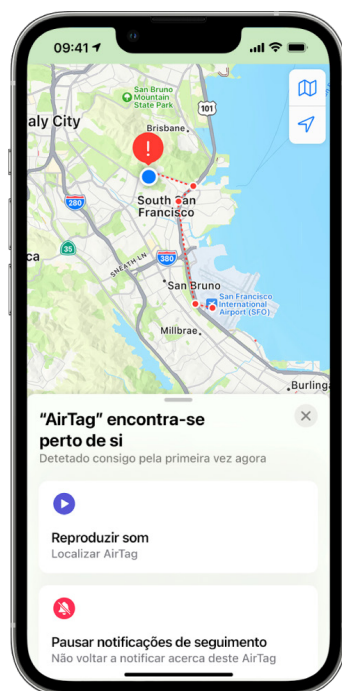 09:41
San Bruno
Mountain
State Park
101
aly City
Brisbane
280
South San
Francisco
35
ca
380
SNEATH LN
San Bruno
San Francisco
International
Airport (SFO)
Millbrae
Burling
“AirTag” encontra-se
perto de si
Detetado consigo pela primeira vez agora
Reproduzir som
Localizar AirTag
Pausar notificações de seguimento
Não voltar a notificar acerca deste AirTag